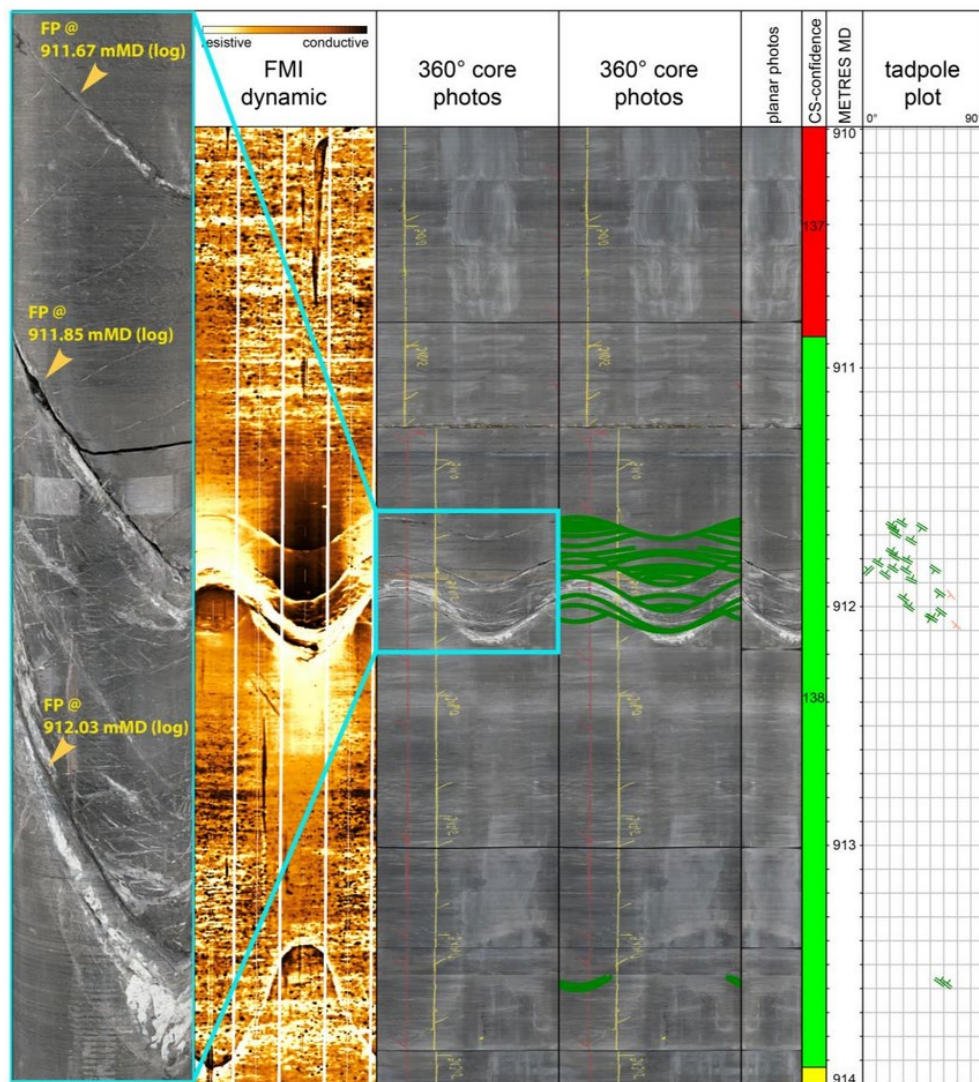 FP @
911.67 mMD (log)
FP @
911.85 mMD (log)
FP @
912.03 mMD (log)
resistive
conductive
FMI
dynamic
360° core
photos
360° core
photos
planar photos
CS-confidence
METRES MD
tadpole
plot
0°
90°
137
138
910
911
912
913
914